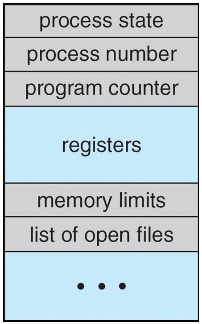 process state
process number
program counter
registers
memory limits
list of open files
• • •